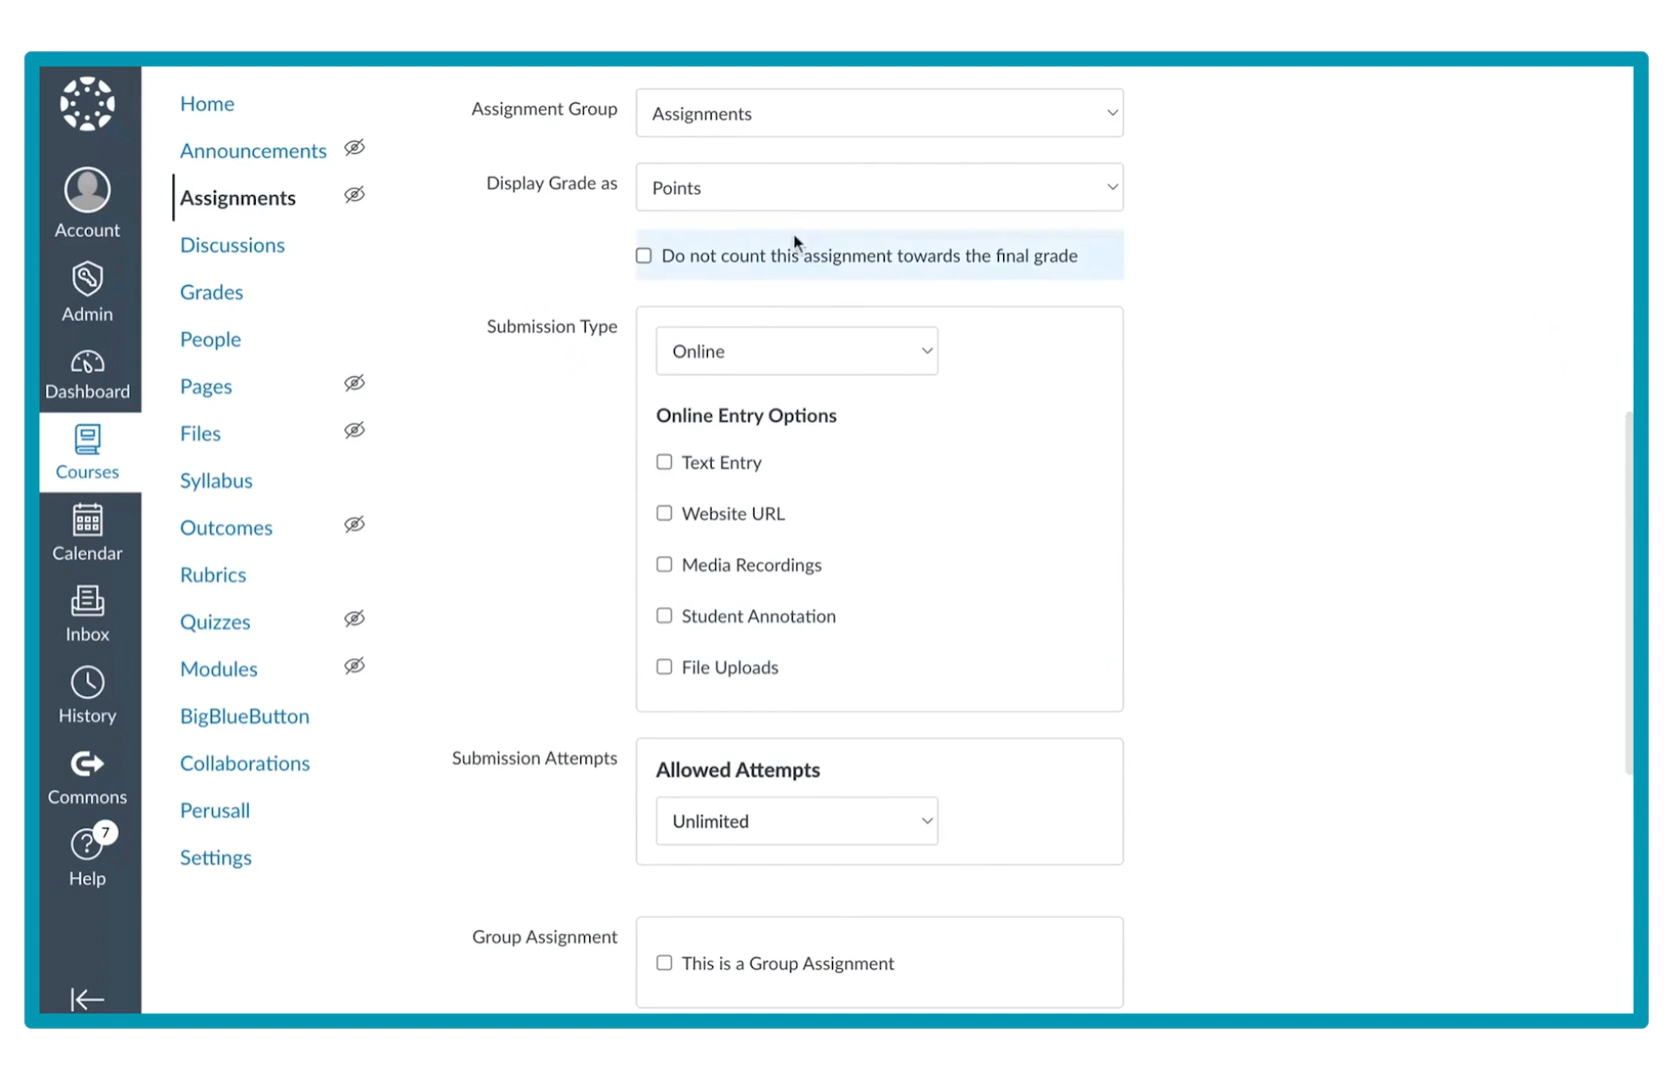 Account
Admin
Dashboard
Courses
Calendar
Inbox
History
Commons
7
Help
Home
Announcements
Assignments
Discussions
Grades
People
Pages
Files
Syllabus
Outcomes
Rubrics
Quizzes
Modules
BigBlueButton
Collaborations
Perusall
Settings
Assignment Group
Assignments
Display Grade as
Points
Do not count this assignment towards the final grade
Submission Type
Online
Online Entry Options
Text Entry
Website URL
Media Recordings
Student Annotation
File Uploads
Submission Attempts
Allowed Attempts
Unlimited
Group Assignment
This is a Group Assignment